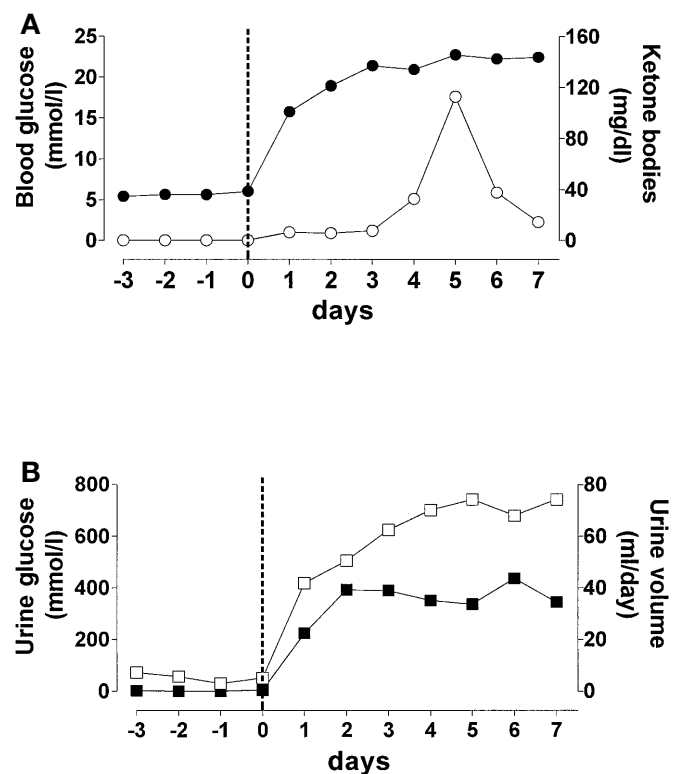 A
Blood glucose
(mmol/l)
25
20
15
10
5
0
160
120
80
40
0
Ketone bodies
(mg/dl)
-3 -2 -1 0 1 2 3 4 5 6 7
days
B
Urine glucose
(mmol/l)
800
600
400
200
0
80
60
40
20
0
Urine volume
(ml/day)
-3 -2 -1 0 1 2 3 4 5 6 7
days